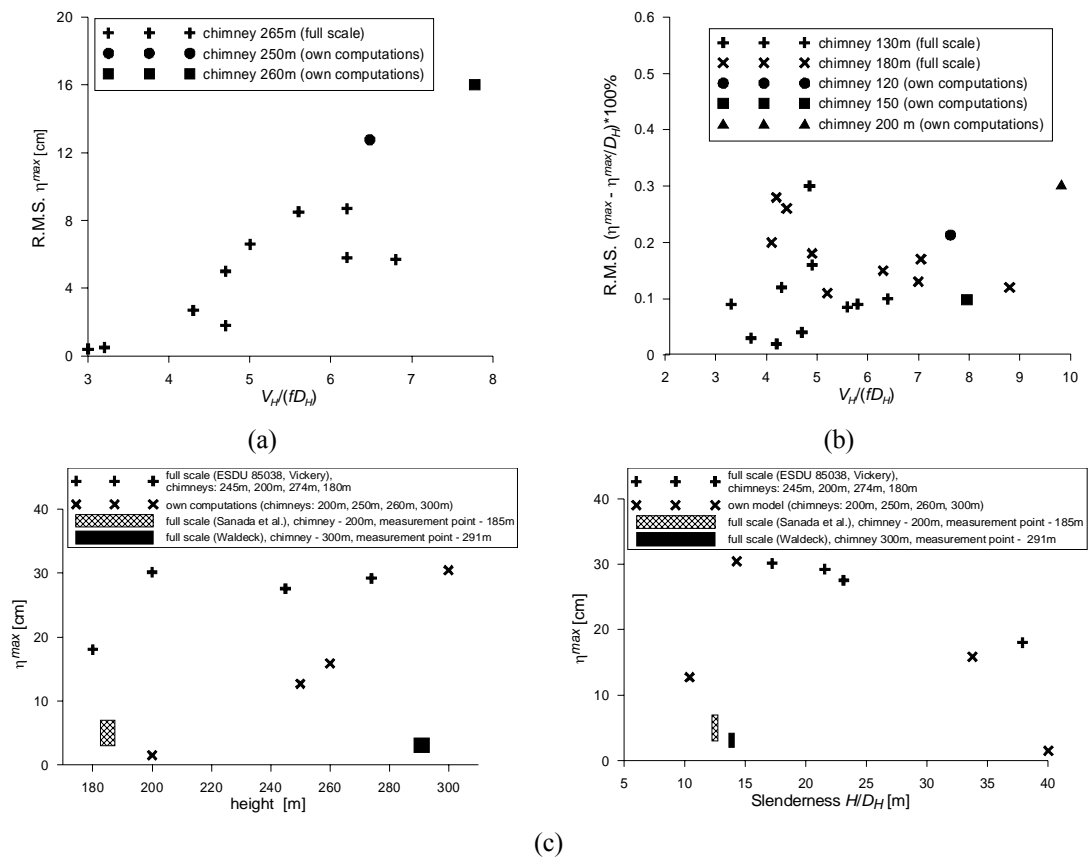 20
16
12
8
4
0
R.M.S. η^max [cm]
chimney 265m (full scale)
chimney 250m (own computations)
chimney 260m (own computations)
3 4 5 6 7 8
V_H/(fD_H)
(a)
0.6
0.5
0.4
0.3
0.2
0.1
0
R.M.S. (η^max - η^max/D_H)*100%
chimney 130m (full scale)
chimney 180m (full scale)
chimney 120 (own computations)
chimney 150 (own computations)
chimney 200 m (own computations)
2 3 4 5 6 7 8 9 10
V_H/(fD_H)
(b)
full scale (ESDU 85038, Vickery),
chimneys: 245m, 200m, 274m, 180m
own computations (chimneys: 200m, 250m, 260m, 300m)
full scale (Sanada et al.), chimney - 200m, measurement point - 185m
full scale (Waldeck), chimney - 300m, measurement point - 291m
40
30
20
10
0
η^max [cm]
180 200 220 240 260 280 300
height [m]
full scale (ESDU 85038, Vickery),
chimneys: 245m, 200m, 274m, 180m
own model (chimneys: 200m, 250m, 260m, 300m)
full scale (Sanada et al.), chimney - 200m, measurement point - 185m
full scale (Waldeck), chimney 300m, measurement point - 291m
40
30
20
10
0
η^max [cm]
5 10 15 20 25 30 35 40
Slenderness H/D_H [m]
(c)